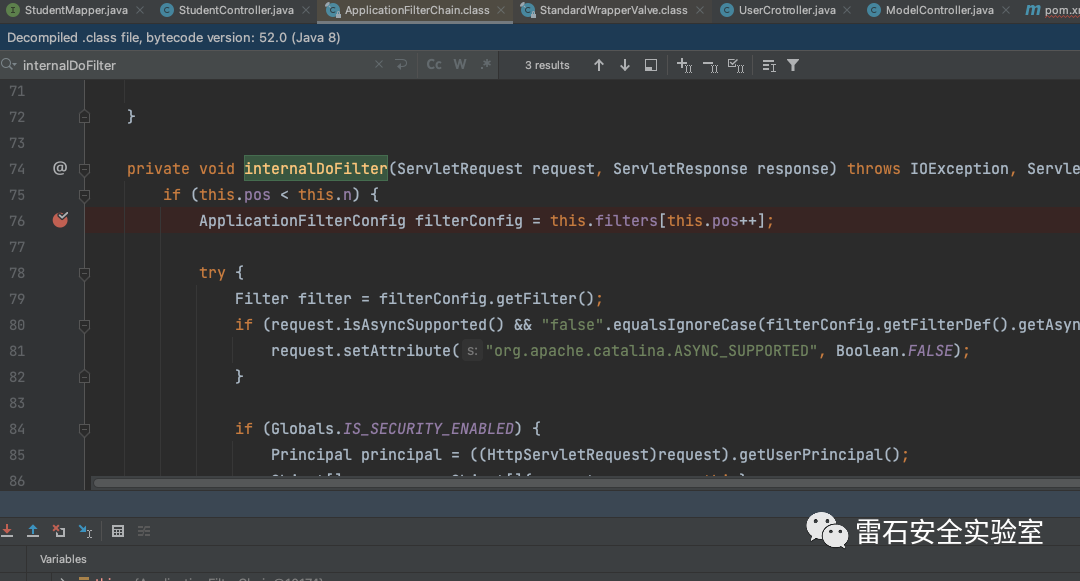 StudentMapper.java StudentController.java ApplicationFilterChain.class StandardWrapperValve.class UserCrotroller.java ModelController.java pom.x
Decompiled .class file, bytecode version: 52.0 (Java 8)
internalDoFilter Cc W .* 3 results
71
72 }
73
74 @ private void internalDoFilter(ServletRequest request, ServletResponse response) throws IOException, Servle
75 if (this.pos < this.n) {
76 ApplicationFilterConfig filterConfig = this.filters[this.pos++];
77
78 try {
79 Filter filter = filterConfig.getFilter();
80 if (request.isAsyncSupported() && "false".equalsIgnoreCase(filterConfig.getFilterDef().getAsyn
81 request.setAttribute( s: "org.apache.catalina.ASYNC_SUPPORTED", Boolean.FALSE);
82 }
83
84 if (Globals.IS_SECURITY_ENABLED) {
85 Principal principal = ((HttpServletRequest)request).getUserPrincipal();
86
雷石安全实验室
Variables